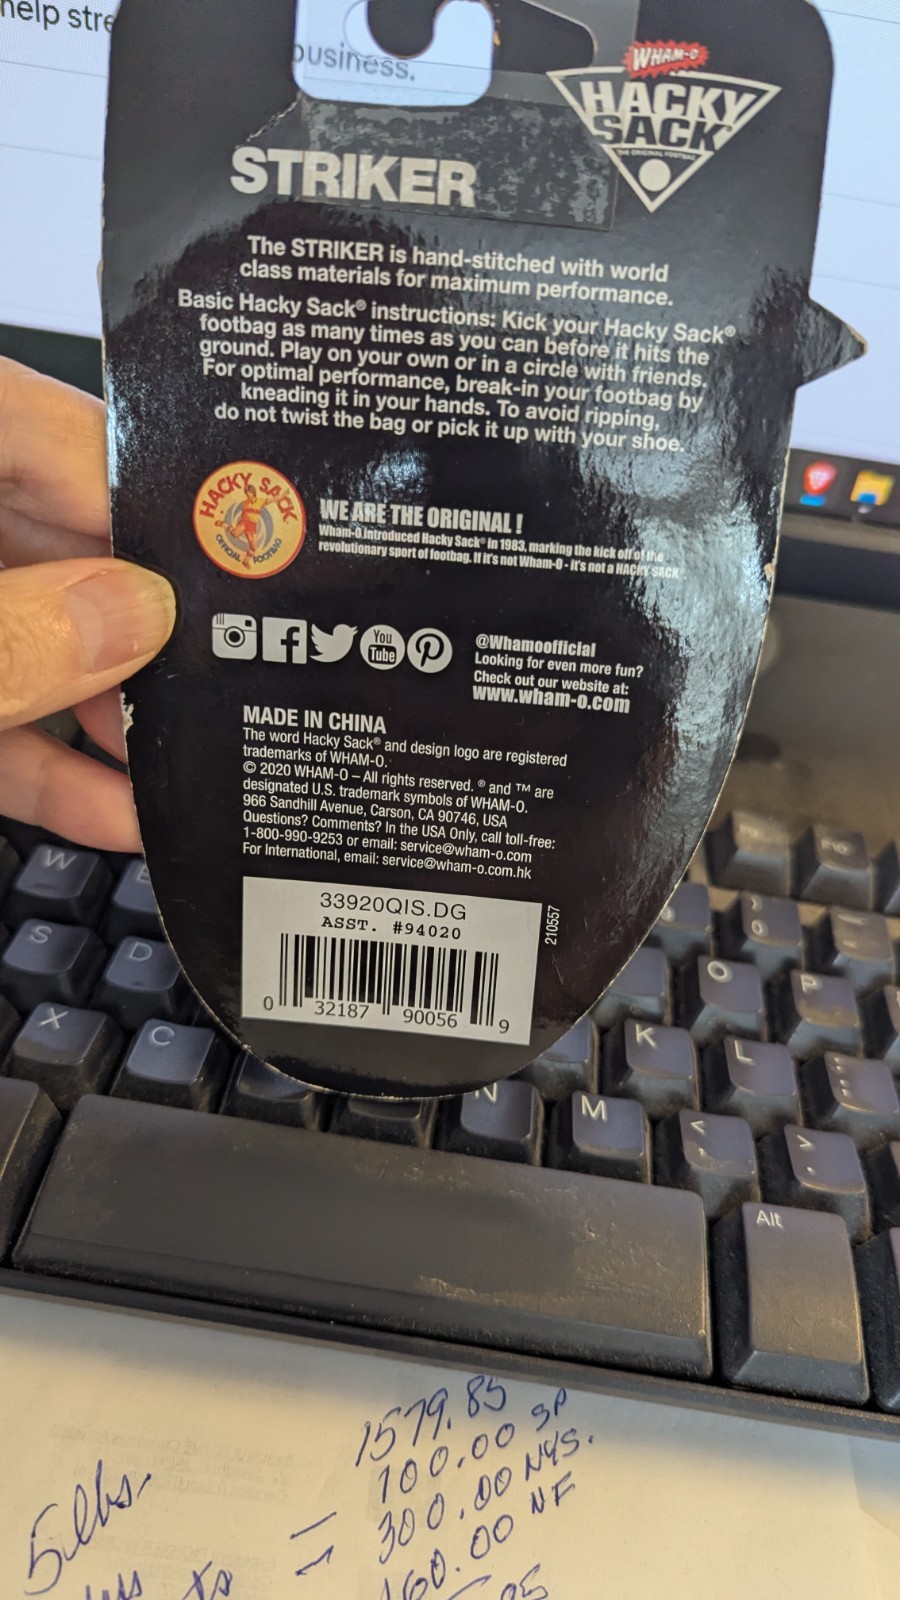 help stre
business.
WHAM-O
HACKY
SACK
THE ORIGINAL FOOTBAG
STRIKER
The STRIKER is hand-stitched with world
class materials for maximum performance.
Basic Hacky Sack® instructions: Kick your Hacky Sack®
footbag as many times as you can before it hits the
ground. Play on your own or in a circle with friends.
For optimal performance, break-in your footbag by
kneading it in your hands. To avoid ripping,
do not twist the bag or pick it up with your shoe.
HACKY SACK
OFFICIAL FOOTBAG
WE ARE THE ORIGINAL!
Wham-O introduced Hacky Sack® in 1983, marking the kick off of the
revolutionary sport of footbag. If it's not Wham-O - it's not a HACKY SACK
You
Tube
@Whamoofficial
Looking for even more fun?
Check out our website at:
www.wham-o.com
MADE IN CHINA
The word Hacky Sack® and design logo are registered
trademarks of WHAM-O.
© 2020 WHAM-O – All rights reserved. ® and ™ are
designated U.S. trademark symbols of WHAM-O.
966 Sandhill Avenue, Carson, CA 90746, USA
Questions? Comments? In the USA Only, call toll-free:
1-800-990-9253 or email: service@wham-o.com
For International, email: service@wham-o.com.hk
33920QIS.DG
ASST. #94020
0 32187 90056 9
210557
W E
S D O P
X C K L
N M < ,
> .
Alt
1579.85
100.00 SP
300.00 NYS.
160.00 NF
5 lbs.